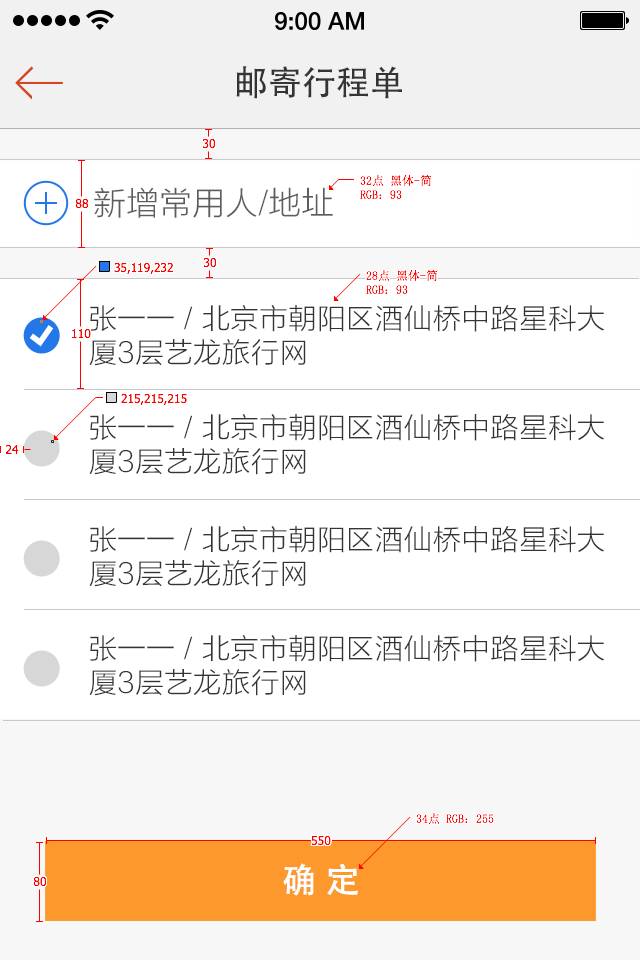 9:00 AM
邮寄行程单
30
88
新增常用人/地址
32点 黑体-简
RGB: 93
30
35,119,232
28点 黑体-简
RGB: 93
110
张一一 / 北京市朝阳区酒仙桥中路星科大
厦3层艺龙旅行网
215,215,215
24
张一一 / 北京市朝阳区酒仙桥中路星科大
厦3层艺龙旅行网
张一一 / 北京市朝阳区酒仙桥中路星科大
厦3层艺龙旅行网
张一一 / 北京市朝阳区酒仙桥中路星科大
厦3层艺龙旅行网
34点 RGB: 255
550
80
确 定